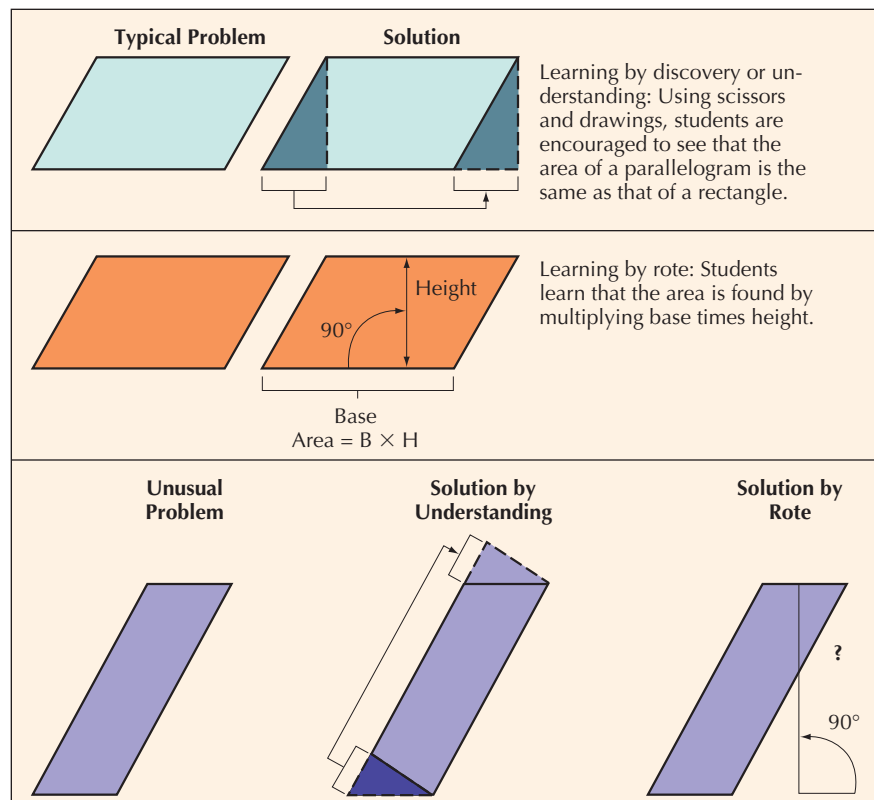 Typical Problem
Solution
Learning by discovery or un-
derstanding: Using scissors
and drawings, students are
encouraged to see that the
area of a parallelogram is the
same as that of a rectangle.
Height
90°
Base
Area = B × H
Learning by rote: Students
learn that the area is found by
multiplying base times height.
Unusual
Problem
Solution by
Understanding
Solution by
Rote
?
90°